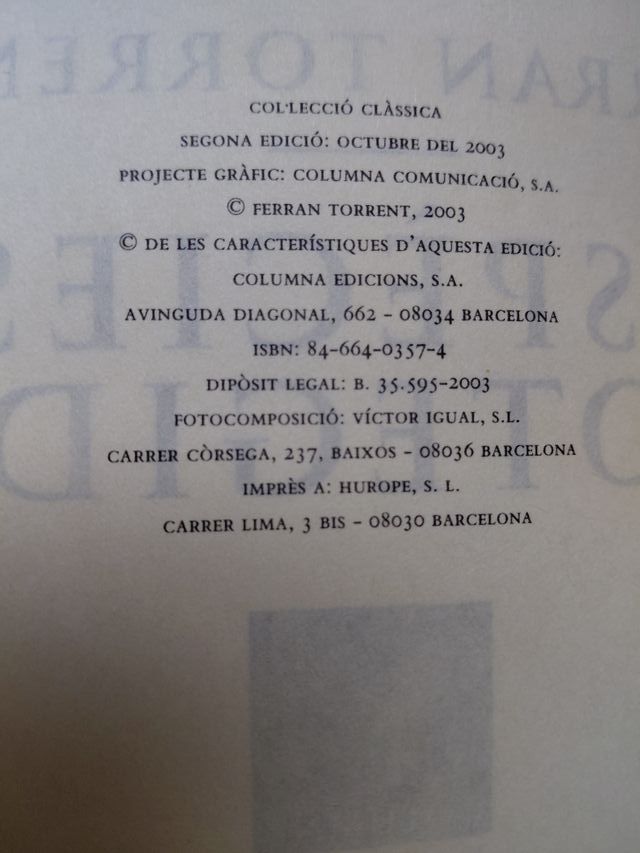 COL·LECCIÓ CLÀSSICA
SEGONA EDICIÓ: OCTUBRE DEL 2003
PROJECTE GRÀFIC: COLUMNA COMUNICACIÓ, S.A.
© FERRAN TORRENT, 2003
© DE LES CARACTERÍSTIQUES D'AQUESTA EDICIÓ:
COLUMNA EDICIONS, S.A.
AVINGUDA DIAGONAL, 662 – 08034 BARCELONA
ISBN: 84-664-0357-4
DIPÒSIT LEGAL: B. 35.595-2003
FOTOCOMPOSICIÓ: VÍCTOR IGUAL, S.L.
CARRER CÒRSEGA, 237, BAIXOS – 08036 BARCELONA
IMPRÈS A: HUROPE, S. L.
CARRER LIMA, 3 BIS – 08030 BARCELONA